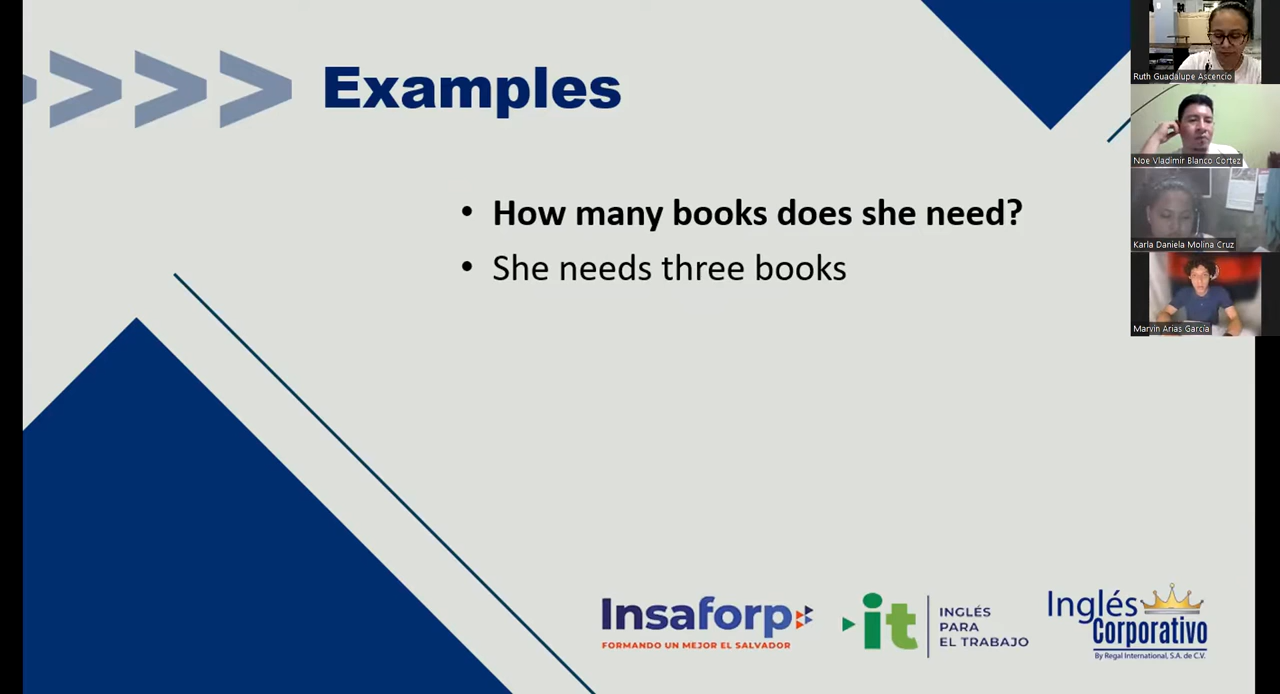 Examples
• How many books does she need?
• She needs three books
Ruth Guadalupe Ascencio
Noe Vladimir Blanco Cortez
Karla Daniela Molina Cruz
Marvin Arias García
Insaforp
FORMANDO UN MEJOR EL SALVADOR
it
INGLÉS
PARA
EL TRABAJO
Inglés
Corporativo
By Regal International, S.A. de C.V.